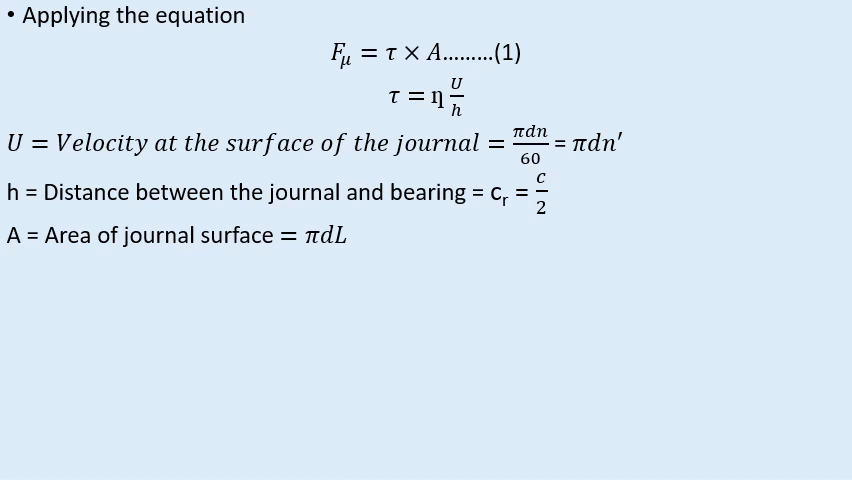 • Applying the equation
F_μ = τ × A.........(1)
τ = η U/h
U = Velocity at the surface of the journal = πdn/60 = πdn′
h = Distance between the journal and bearing = c_r = c/2
A = Area of journal surface = πdL